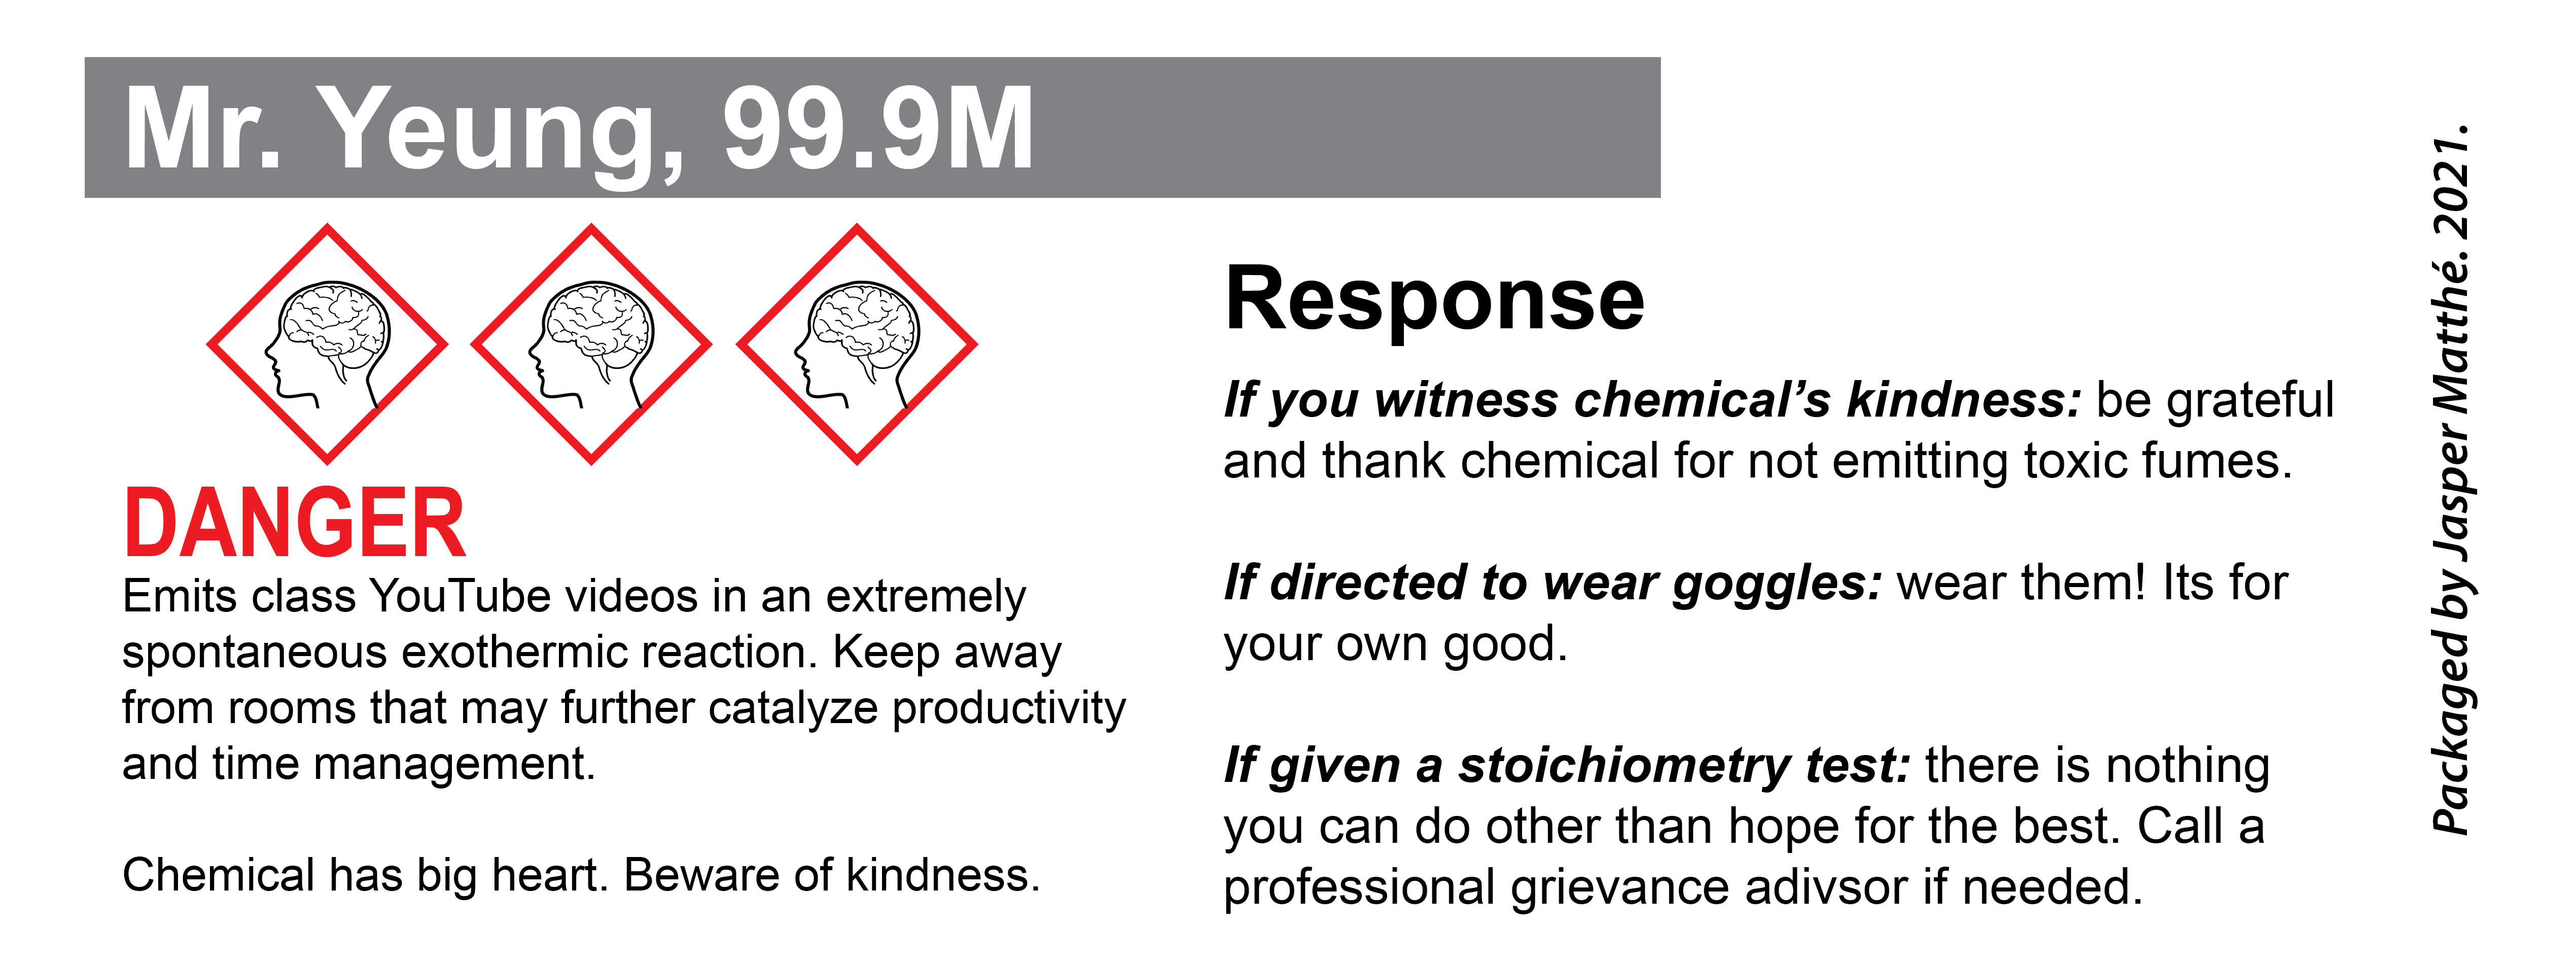 Mr. Yeung, 99.9M
DANGER
Emits class YouTube videos in an extremely
spontaneous exothermic reaction. Keep away
from rooms that may further catalyze productivity
and time management.
Chemical has big heart. Beware of kindness.
Response
If you witness chemical’s kindness: be grateful
and thank chemical for not emitting toxic fumes.
If directed to wear goggles: wear them! Its for
your own good.
If given a stoichiometry test: there is nothing
you can do other than hope for the best. Call a
professional grievance adivsor if needed.
Packaged by Jasper Matthé. 2021.